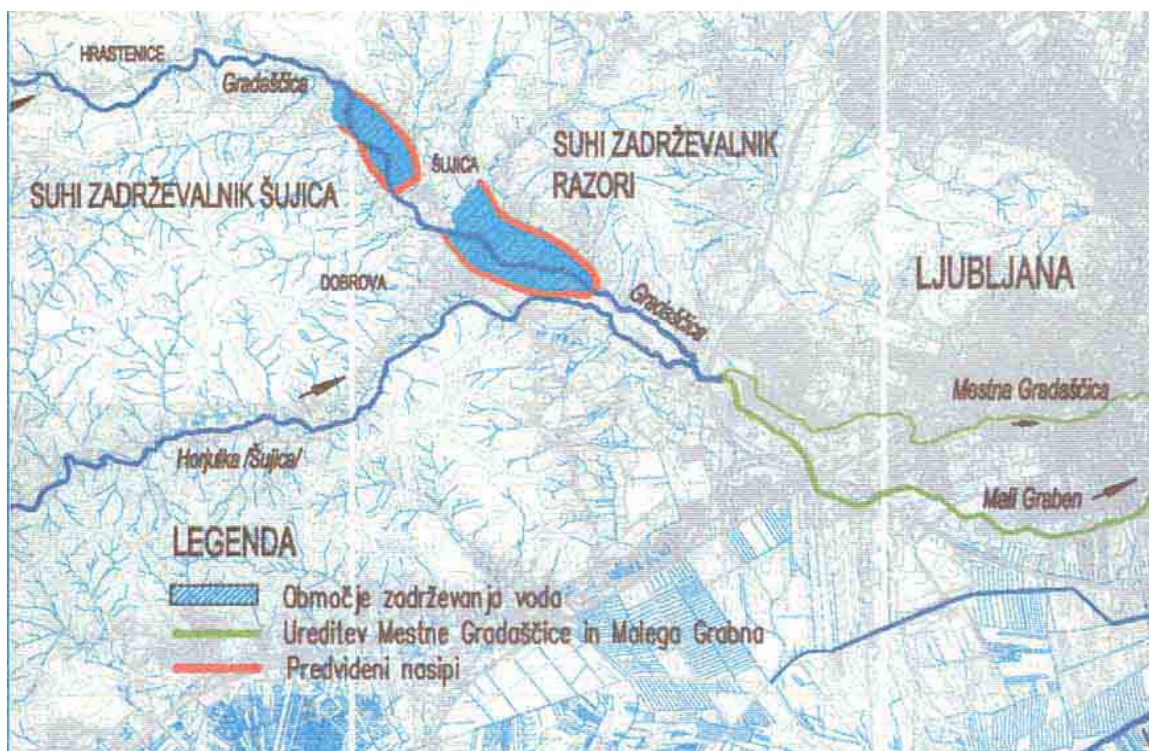 HRASTENICE
Gradaščica
SUHI ZADRŽEVALNIK ŠUJICA
ŠUJICA
SUHI ZADRŽEVALNIK
RAZORI
DOBROVA
Gradaščica
LJUBLJANA
Mestna Gradaščica
Horjulka /Šujica/
Mali Graben
LEGENDA
Območje zadrževanja voda
Ureditev Mestne Gradaščice in Malega Grabna
Predvideni nasipi